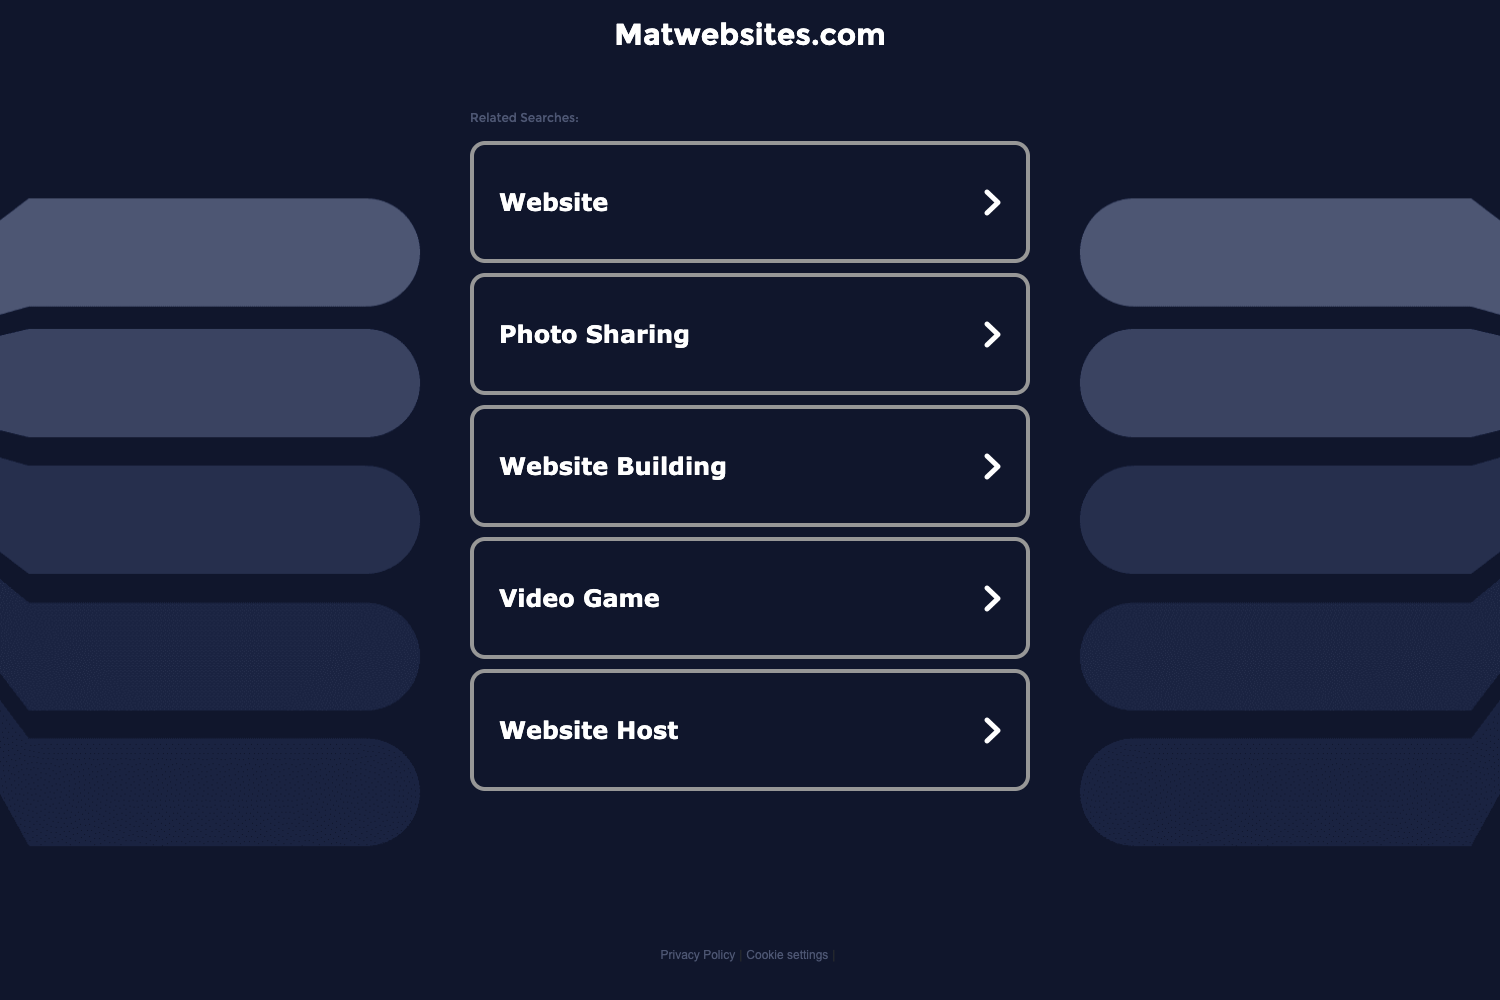 Matwebsites.com
Related Searches:
Website
Photo Sharing
Website Building
Video Game
Website Host
Privacy Policy | Cookie settings |